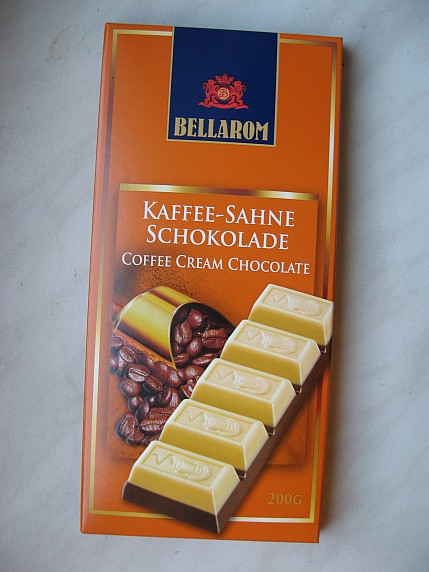 BELLAROM
KAFFEE-SAHNE
SCHOKOLADE
COFFEE CREAM CHOCOLATE
200G